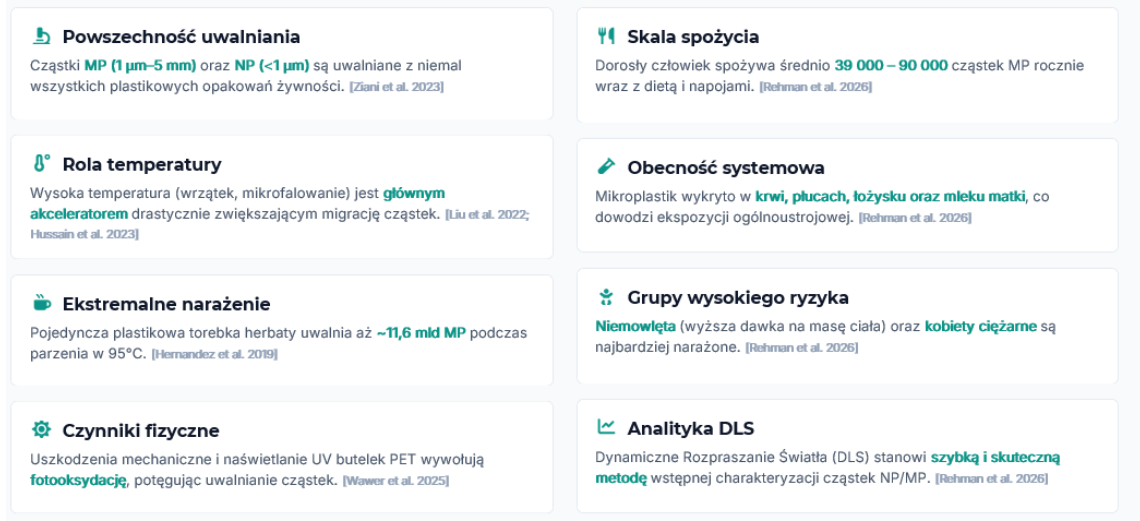 Powszechność uwalniania
Cząstki MP (1 µm–5 mm) oraz NP (<1 µm) są uwalniane z niemal
wszystkich plastikowych opakowań żywności. [Ziani et al. 2023]
Rola temperatury
Wysoka temperatura (wrzątek, mikrofalowanie) jest głównym
akceleratorem drastycznie zwiększającym migrację cząstek. [Liu et al. 2022;
Hussain et al. 2023]
Ekstremalne narażenie
Pojedyncza plastikowa torebka herbaty uwalnia aż ~11,6 mld MP podczas
parzenia w 95°C. [Hernandez et al. 2019]
Czynniki fizyczne
Uszkodzenia mechaniczne i naświetlanie UV butelek PET wywołują
fotooksydację, potęgując uwalnianie cząstek. [Wawer et al. 2025]
Skala spożycia
Dorosły człowiek spożywa średnio 39 000 – 90 000 cząstek MP rocznie
wraz z dietą i napojami. [Rehman et al. 2026]
Obecność systemowa
Mikroplastik wykryto w krwi, płucach, łożysku oraz mleku matki, co
dowodzi ekspozycji ogólnoustrojowej. [Rehman et al. 2026]
Grupy wysokiego ryzyka
Niemowlęta (wyższa dawka na masę ciała) oraz kobiety ciężarne są
najbardziej narażone. [Rehman et al. 2026]
Analityka DLS
Dynamiczne Rozpraszanie Światła (DLS) stanowi szybką i skuteczną
metodę wstępnej charakteryzacji cząstek NP/MP. [Rehman et al. 2026]